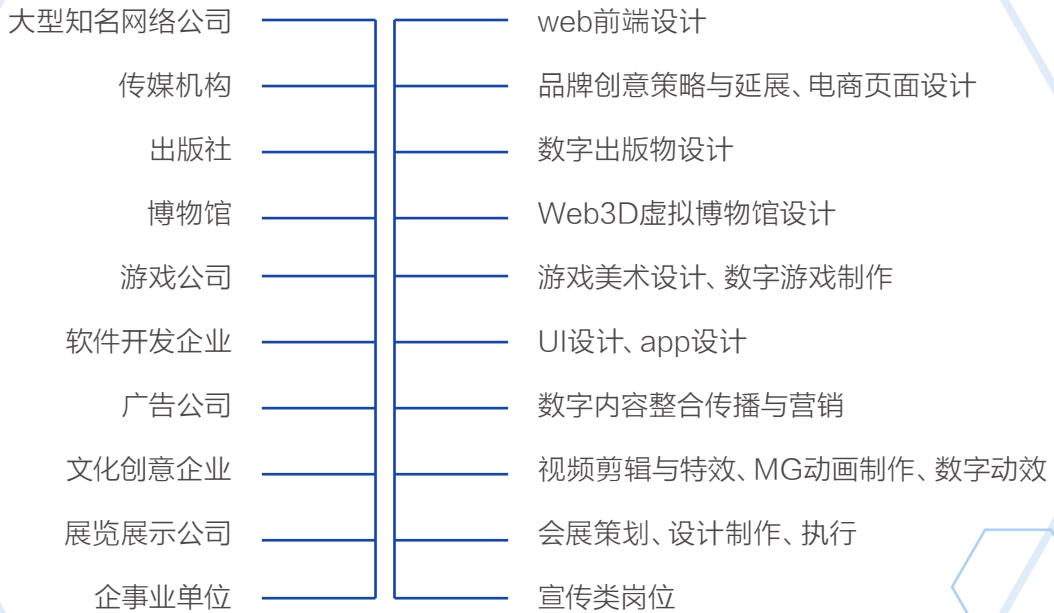 大型知名网络公司 web前端设计
传媒机构 品牌创意策略与延展、电商页面设计
出版社 数字出版物设计
博物馆 Web3D虚拟博物馆设计
游戏公司 游戏美术设计、数字游戏制作
软件开发企业 UI设计、app设计
广告公司 数字内容整合传播与营销
文化创意企业 视频剪辑与特效、MG动画制作、数字动效
展览展示公司 会展策划、设计制作、执行
企事业单位 宣传类岗位